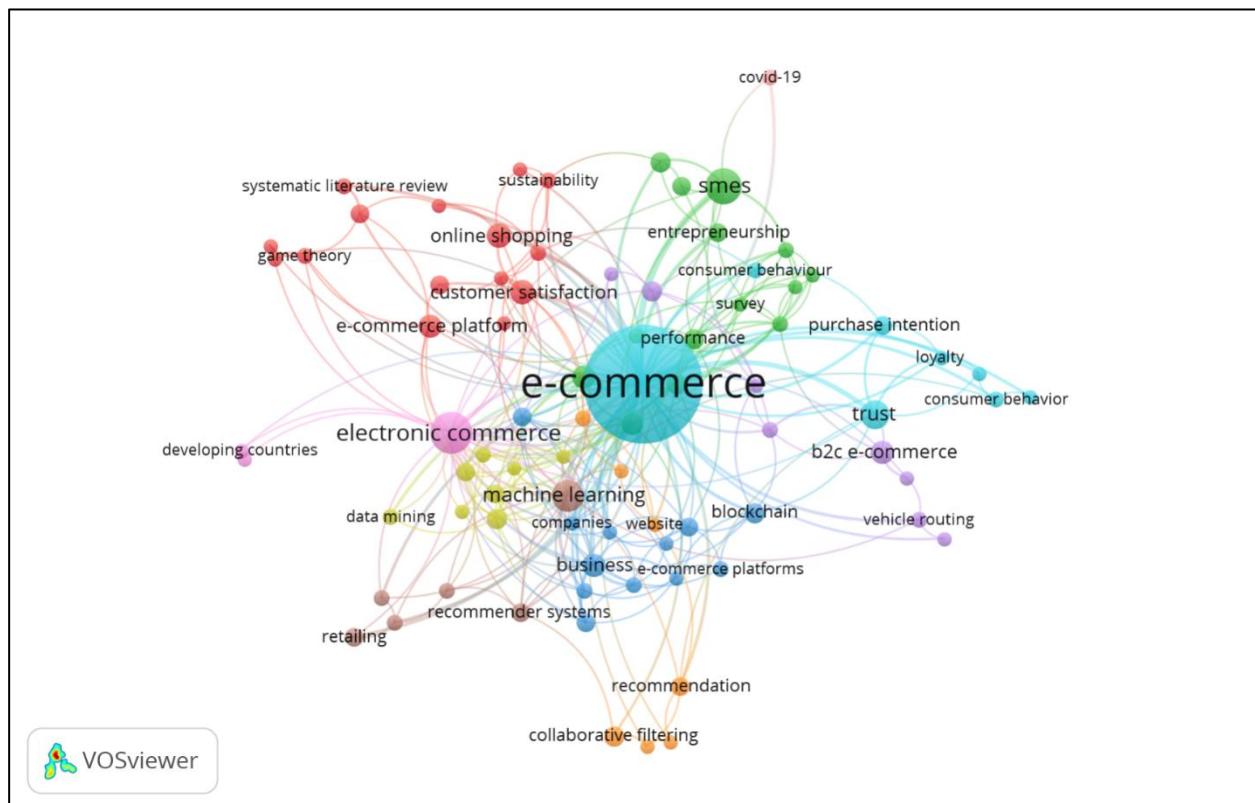 covid-19
systematic literature review
sustainability
smes
online shopping
entrepreneurship
game theory
consumer behaviour
customer satisfaction
survey
e-commerce platform
performance
purchase intention
loyalty
e-commerce
consumer behavior
trust
electronic commerce
developing countries
b2c e-commerce
machine learning
data mining
companies
website
blockchain
vehicle routing
business
e-commerce platforms
recommender systems
retailing
recommendation
collaborative filtering
VOSviewer